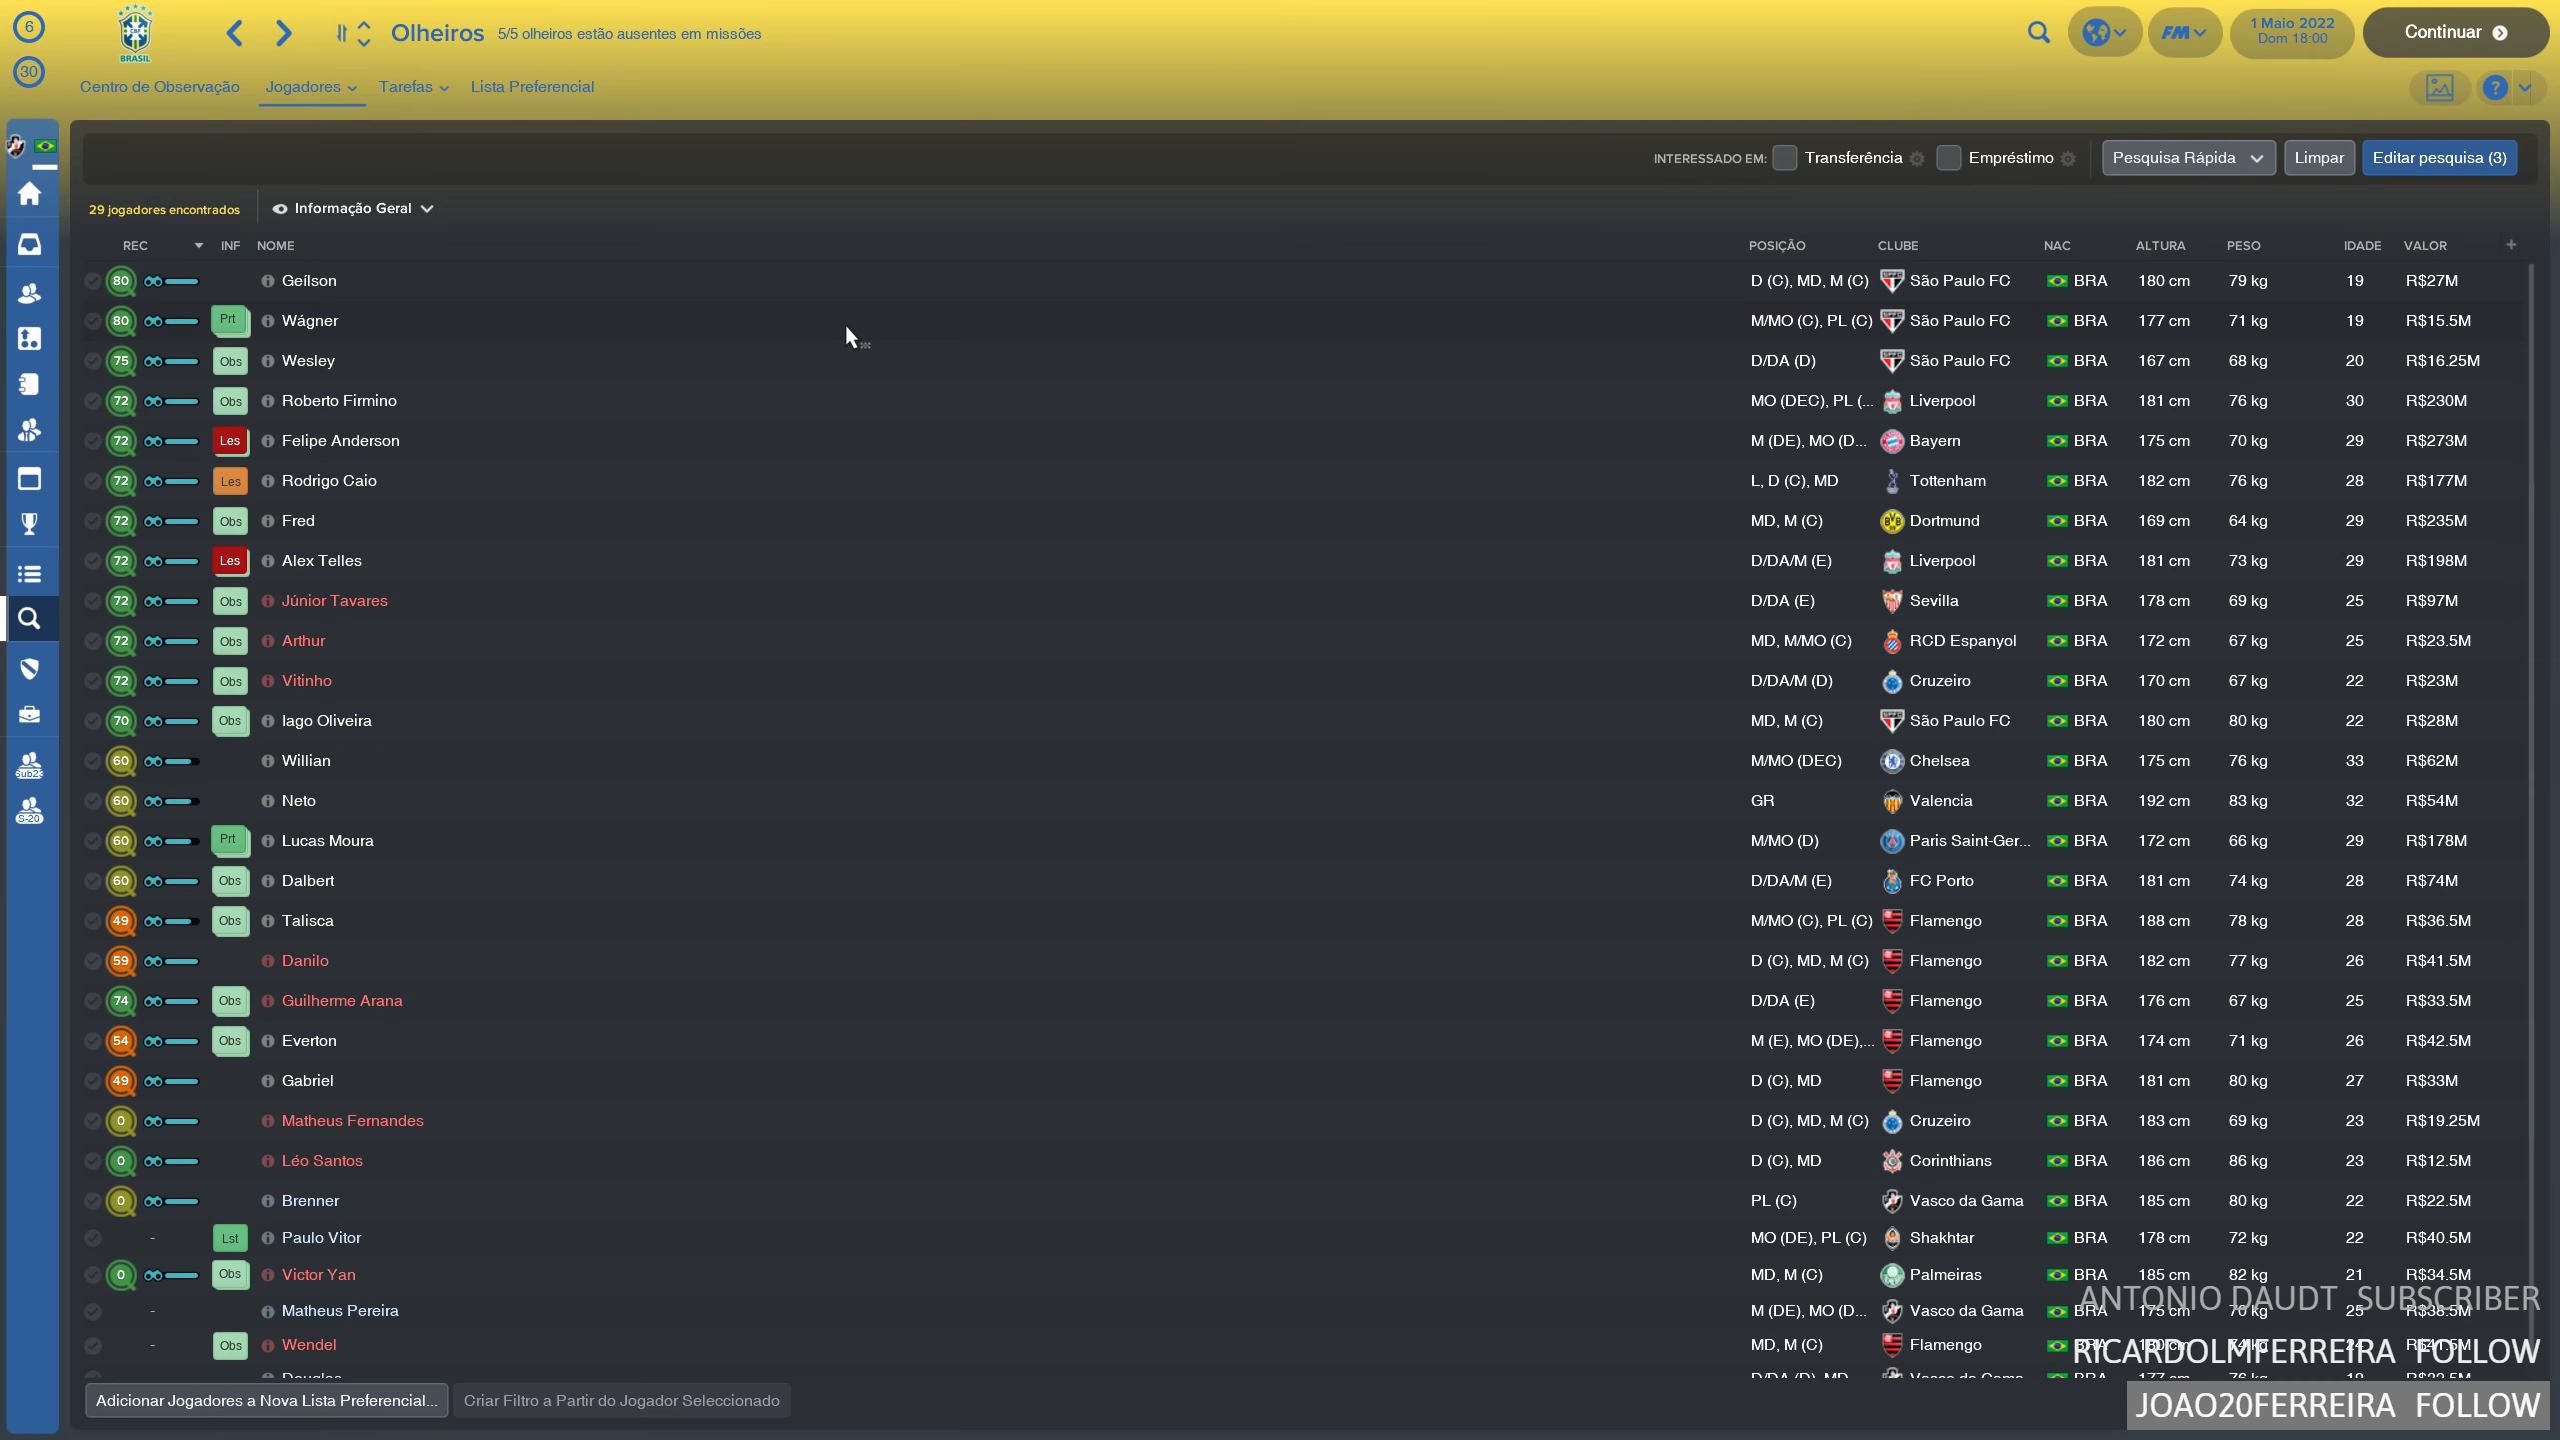 6
30
CBF
BRASIL
Olheiros 5/5 olheiros estão ausentes em missões
FM
1 Maio 2022
Dom 18:00
Continuar
Centro de Observação Jogadores Tarefas Lista Preferencial
INTERESSADO EM: Transferência Empréstimo Pesquisa Rápida Limpar Editar pesquisa (3)
29 jogadores encontrados Informação Geral
REC INF NOME POSIÇÃO CLUBE NAC ALTURA PESO IDADE VALOR
80 Geílson D (C), MD, M (C) São Paulo FC BRA 180 cm 79 kg 19 R$27M
80 Prt Wágner M/MO (C), PL (C) São Paulo FC BRA 177 cm 71 kg 19 R$15.5M
75 Obs Wesley D/DA (D) São Paulo FC BRA 167 cm 68 kg 20 R$16.25M
72 Obs Roberto Firmino MO (DEC), PL (... Liverpool BRA 181 cm 76 kg 30 R$230M
72 Les Felipe Anderson M (DE), MO (D... Bayern BRA 175 cm 70 kg 29 R$273M
72 Les Rodrigo Caio L, D (C), MD Tottenham BRA 182 cm 76 kg 28 R$177M
72 Obs Fred MD, M (C) Dortmund BRA 169 cm 64 kg 29 R$235M
72 Les Alex Telles D/DA/M (E) Liverpool BRA 181 cm 73 kg 29 R$198M
72 Obs Júnior Tavares D/DA (E) Sevilla BRA 178 cm 69 kg 25 R$97M
72 Obs Arthur MD, M/MO (C) RCD Espanyol BRA 172 cm 67 kg 25 R$23.5M
72 Obs Vitinho D/DA/M (D) Cruzeiro BRA 170 cm 67 kg 22 R$23M
70 Obs Iago Oliveira MD, M (C) São Paulo FC BRA 180 cm 80 kg 22 R$28M
60 Willian M/MO (DEC) Chelsea BRA 175 cm 76 kg 33 R$62M
60 Neto GR Valencia BRA 192 cm 83 kg 32 R$54M
60 Prt Lucas Moura M/MO (D) Paris Saint-Ger... BRA 172 cm 66 kg 29 R$178M
60 Obs Dalbert D/DA/M (E) FC Porto BRA 181 cm 74 kg 28 R$74M
49 Obs Talisca M/MO (C), PL (C) Flamengo BRA 188 cm 78 kg 28 R$36.5M
59 Danilo D (C), MD, M (C) Flamengo BRA 182 cm 77 kg 26 R$41.5M
74 Obs Guilherme Arana D/DA (E) Flamengo BRA 176 cm 67 kg 25 R$33.5M
54 Obs Everton M (E), MO (DE),... Flamengo BRA 174 cm 71 kg 26 R$42.5M
49 Gabriel D (C), MD Flamengo BRA 181 cm 80 kg 27 R$33M
0 Matheus Fernandes D (C), MD, M (C) Cruzeiro BRA 183 cm 69 kg 23 R$19.25M
0 Léo Santos D (C), MD Corinthians BRA 186 cm 86 kg 23 R$12.5M
0 Brenner PL (C) Vasco da Gama BRA 185 cm 80 kg 22 R$22.5M
- Lst Paulo Vitor MO (DE), PL (C) Shakhtar BRA 178 cm 72 kg 22 R$40.5M
0 Obs Victor Yan MD, M (C) Palmeiras BRA 185 cm 82 kg 21 R$34.5M
- Matheus Pereira M (DE), MO (D... Vasco da Gama BRA 175 cm 70 kg 25 R$38.5M
ANTONIO DAUDT SUBSCRIBER
- Obs Wendel MD, M (C) Flamengo BRA 180 cm 74 kg 24 R$41.5M
RICARDOLMFERREIRA FOLLOW
Adicionar Jogadores a Nova Lista Preferencial... Criar Filtro a Partir do Jogador Seleccionado
JOAO20FERREIRA FOLLOW
Sub23
S-20